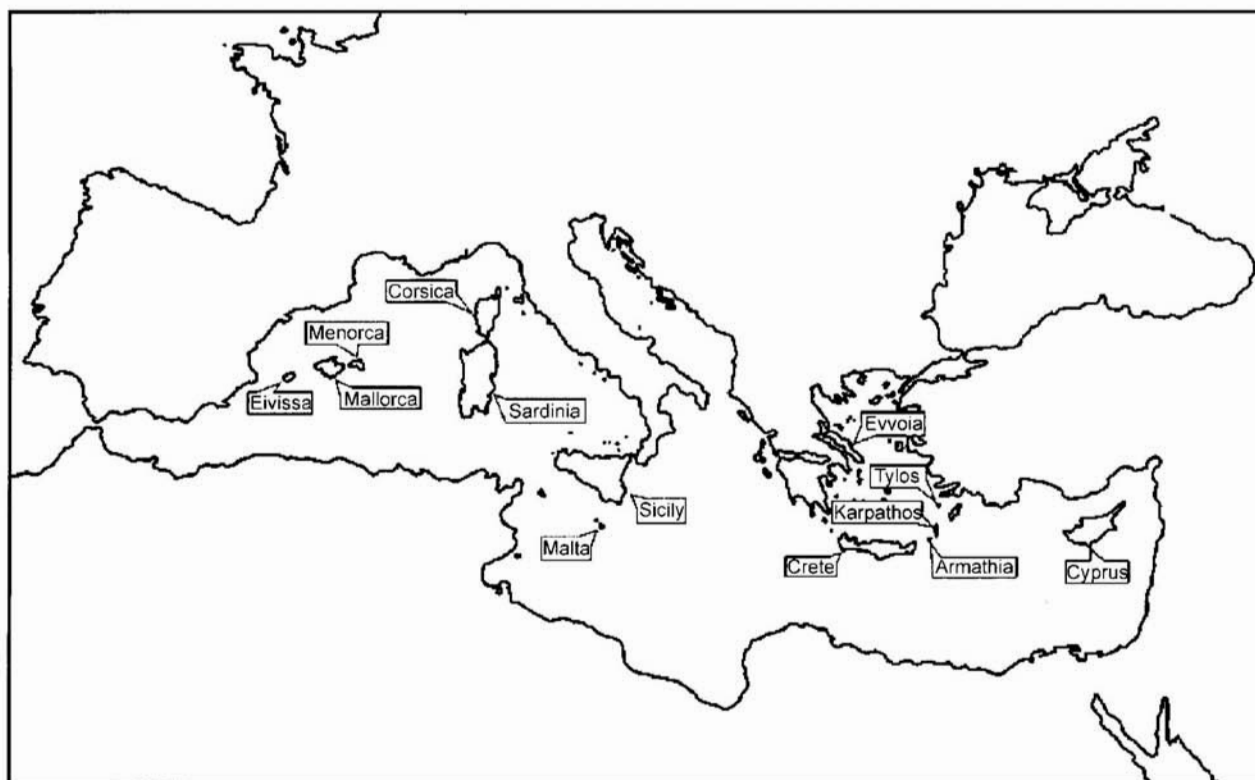 Corsica
Menorca
Eivissa
Mallorca
Sardinia
Evvoia
Tylos
Sicily
Karpathos
Malta
Crete
Armathia
Cyprus